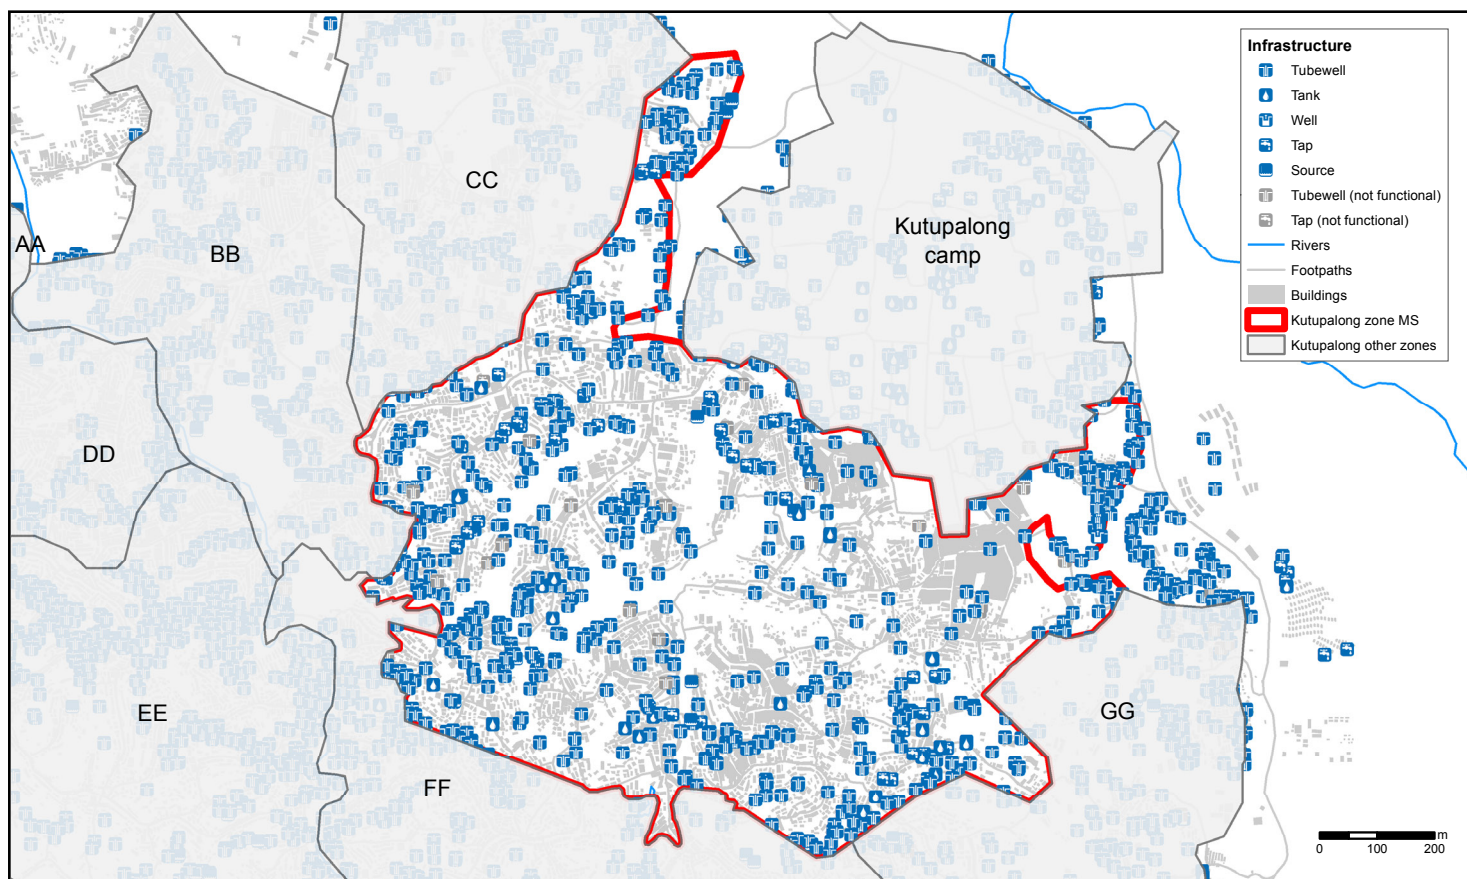 Infrastructure
Tubewell
Tank
Well
Tap
Source
Tubewell (not functional)
Tap (not functional)
Rivers
Footpaths
Buildings
Kutupalong zone MS
Kutupalong other zones
CC
Kutupalong
camp
AA
BB
DD
EE
FF
GG
m
0 100 200